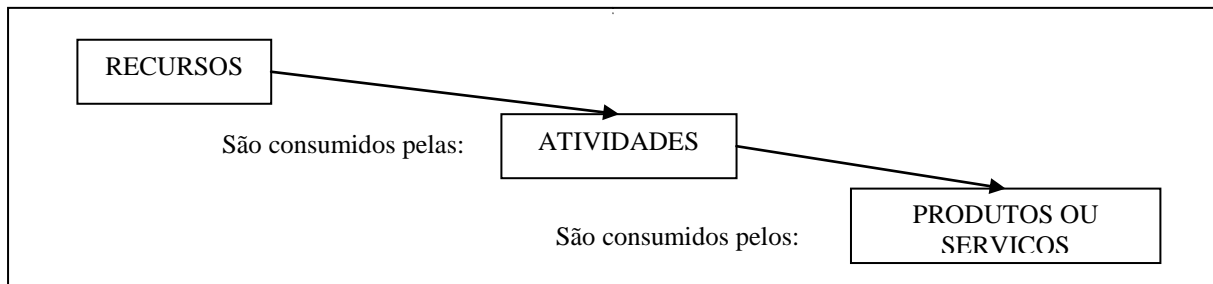 RECURSOS
São consumidos pelas:
ATIVIDADES
São consumidos pelos:
PRODUTOS OU
SERVICOS